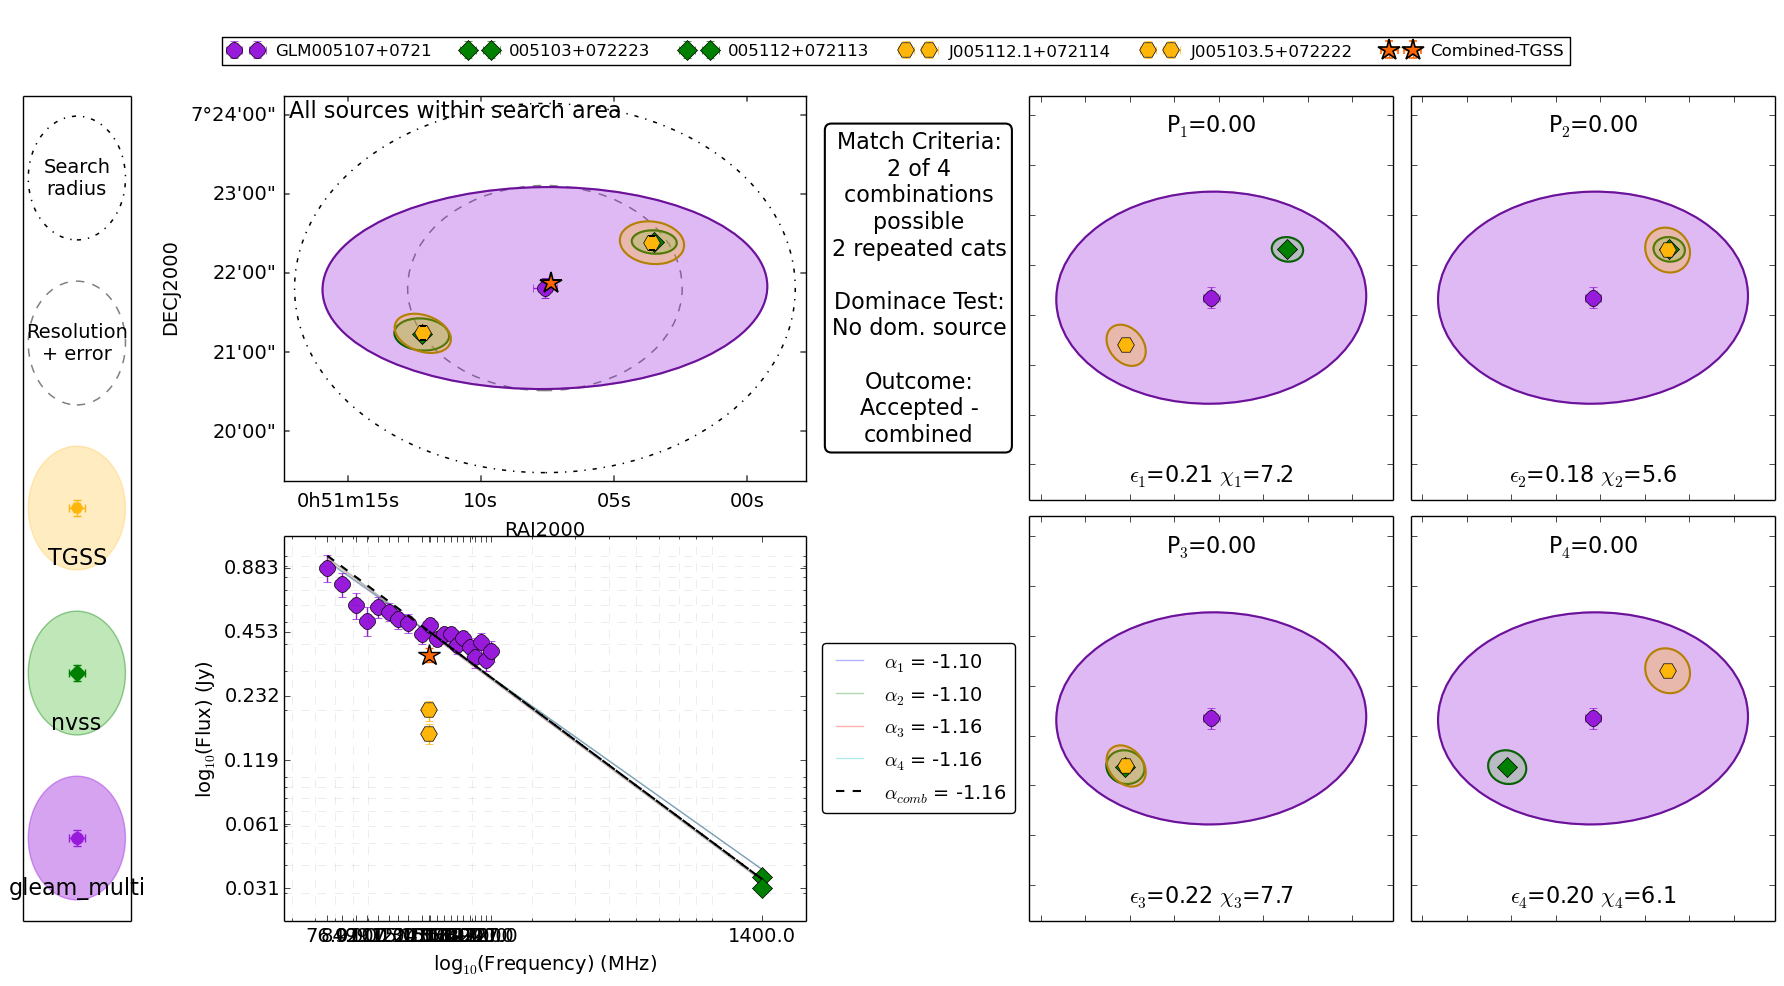 GLM005107+0721 005103+072223 005112+072113 J005112.1+072114 J005103.5+072222 Combined-TGSS
Search
radius
Resolution
+ error
TGSS
nvss
gleam_multi
All sources within search area
7°24'00"
23'00"
22'00"
21'00"
20'00"
DECJ2000
0h51m15s 10s 05s 00s
RAJ2000
Match Criteria:
2 of 4
combinations
possible
2 repeated cats
Dominace Test:
No dom. source
Outcome:
Accepted -
combined
P1=0.00
ϵ1=0.21 χ1=7.2
P2=0.00
ϵ2=0.18 χ2=5.6
P3=0.00
ϵ3=0.22 χ3=7.7
P4=0.00
ϵ4=0.20 χ4=6.1
0.883
0.453
0.232
0.119
0.061
0.031
log10(Flux) (Jy)
1400.0
log10(Frequency) (MHz)
α1 = -1.10
α2 = -1.10
α3 = -1.16
α4 = -1.16
αcomb = -1.16